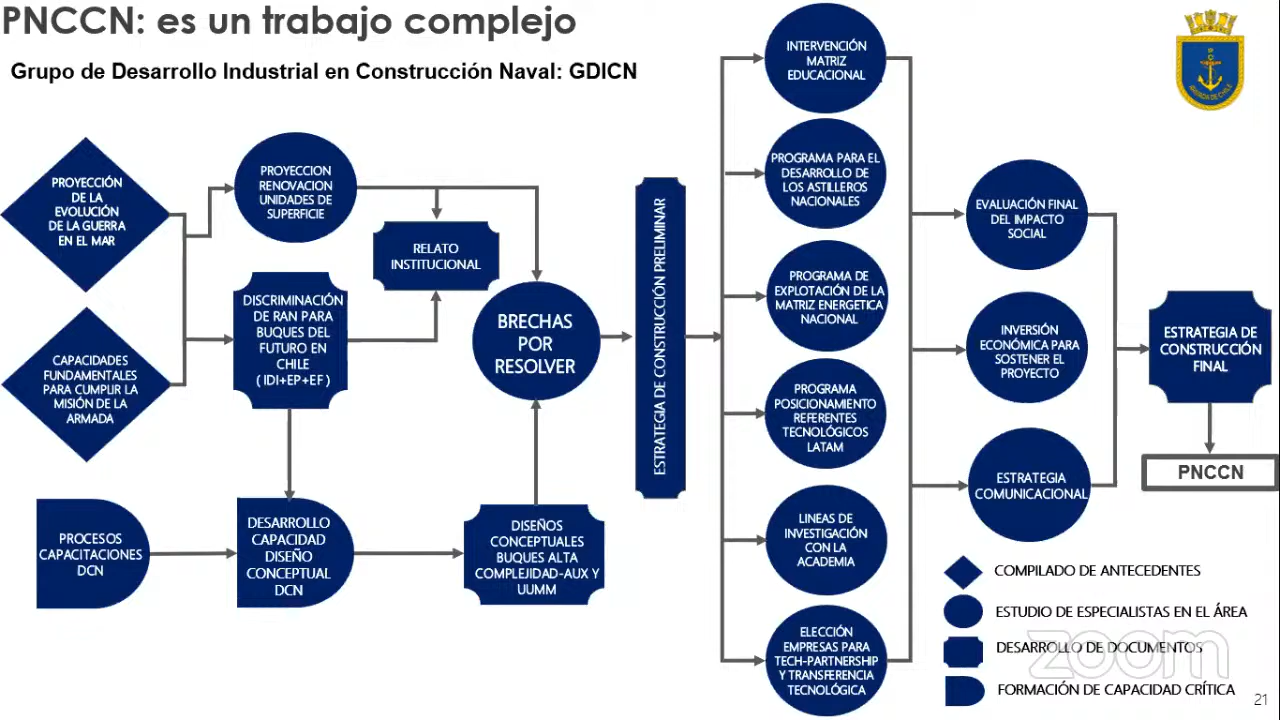 PNCCN: es un trabajo complejo
Grupo de Desarrollo Industrial en Construcción Naval: GDICN
PROYECCIÓN
DE LA
EVOLUCIÓN
DE LA GUERRA
EN EL MAR
CAPACIDADES
FUNDAMENTALES
PARA CUMPLIR LA
MISIÓN DE LA
ARMADA
PROCESOS
CAPACITACIONES
DCN
PROYECCION
RENOVACION
UNIDADES DE
SUPERFICIE
DISCRIMINACIÓN
DE RAN PARA
BUQUES DEL
FUTURO EN
CHILE
( IDI+EP+EF)
DESARROLLO
CAPACIDAD
DISEÑO
CONCEPTUAL
DCN
RELATO
INSTITUCIONAL
BRECHAS
POR
RESOLVER
DISEÑOS
CONCEPTUALES
BUQUES ALTA
COMPLEJIDAD-AUX Y
UUMM
ESTRATEGIA DE CONSTRUCCIÓN PRELIMINAR
INTERVENCIÓN
MATRIZ
EDUCACIONAL
PROGRAMA PARA EL
DESARROLLO DE
LOS ASTILLEROS
NACIONALES
PROGRAMA DE
EXPLOTACIÓN DE LA
MATRIZ ENERGETICA
NACIONAL
PROGRAMA
POSICIONAMIENTO
REFERENTES
TECNOLÓGICOS
LATAM
LINEAS DE
INVESTIGACIÓN
CON LA
ACADEMIA
ELECCIÓN
EMPRESAS PARA
TECH-PARTNERSHIP
Y TRANSFERENCIA
TECNOLÓGICA
EVALUACIÓN FINAL
DEL IMPACTO
SOCIAL
INVERSIÓN
ECONÓMICA PARA
SOSTENER EL
PROYECTO
ESTRATEGIA
COMUNICACIONAL
ESTRATEGIA DE
CONSTRUCCIÓN
FINAL
PNCCN
ARMADA DE CHILE
COMPILADO DE ANTECEDENTES
ESTUDIO DE ESPECIALISTAS EN EL ÁREA
DESARROLLO DE DOCUMENTOS
FORMACIÓN DE CAPACIDAD CRÍTICA
zoom
21